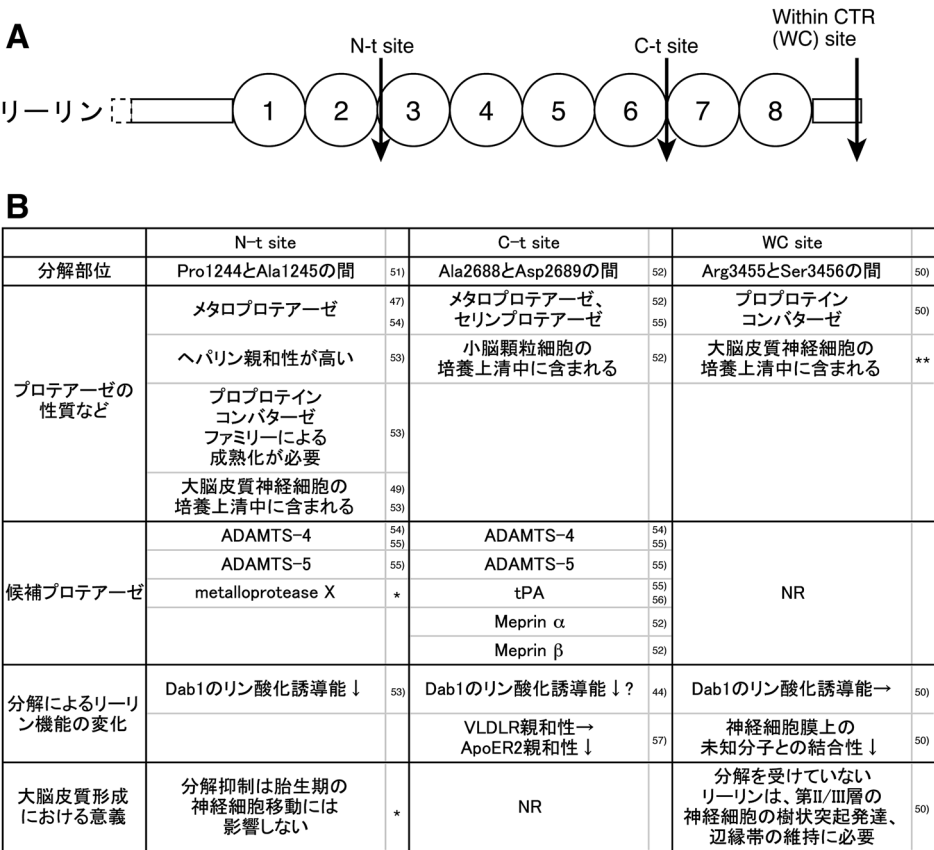 A
Within CTR
(WC) site
N-t site
C-t site
リーリン
1 2 3 4 5 6 7 8
B
N-t site
C-t site
WC site
分解部位
Pro1244とAla1245の間 51)
Ala2688とAsp2689の間 52)
Arg3455とSer3456の間 50)
プロテアーゼの
性質など
メタロプロテアーゼ
47)
54)
メタロプロテアーゼ、
セリンプロテアーゼ
52)
55)
プロプロテイン
コンバターゼ
50)
ヘパリン親和性が高い 53)
小脳顆粒細胞の
培養上清中に含まれる
52)
大脳皮質神経細胞の
培養上清中に含まれる
**
プロプロテイン
コンバターゼ
ファミリーによる
成熟化が必要
53)
大脳皮質神経細胞の
培養上清中に含まれる
49)
53)
候補プロテアーゼ
ADAMTS-4
54)
55)
ADAMTS-4
54)
55)
NR
ADAMTS-5 55)
ADAMTS-5 55)
metalloprotease X *
tPA
55)
56)
Meprin α 52)
Meprin β 52)
分解によるリーリ
ン機能の変化
Dab1のリン酸化誘導能↓ 53)
Dab1のリン酸化誘導能↓? 44)
Dab1のリン酸化誘導能→ 50)
VLDLR親和性→
ApoER2親和性↓
57)
神経細胞膜上の
未知分子との結合性↓
50)
大脳皮質形成
における意義
分解抑制は胎生期の
神経細胞移動には
影響しない
*
NR
分解を受けていない
リーリンは、第II/III層の
神経細胞の樹状突起発達、
辺縁帯の維持に必要
50)